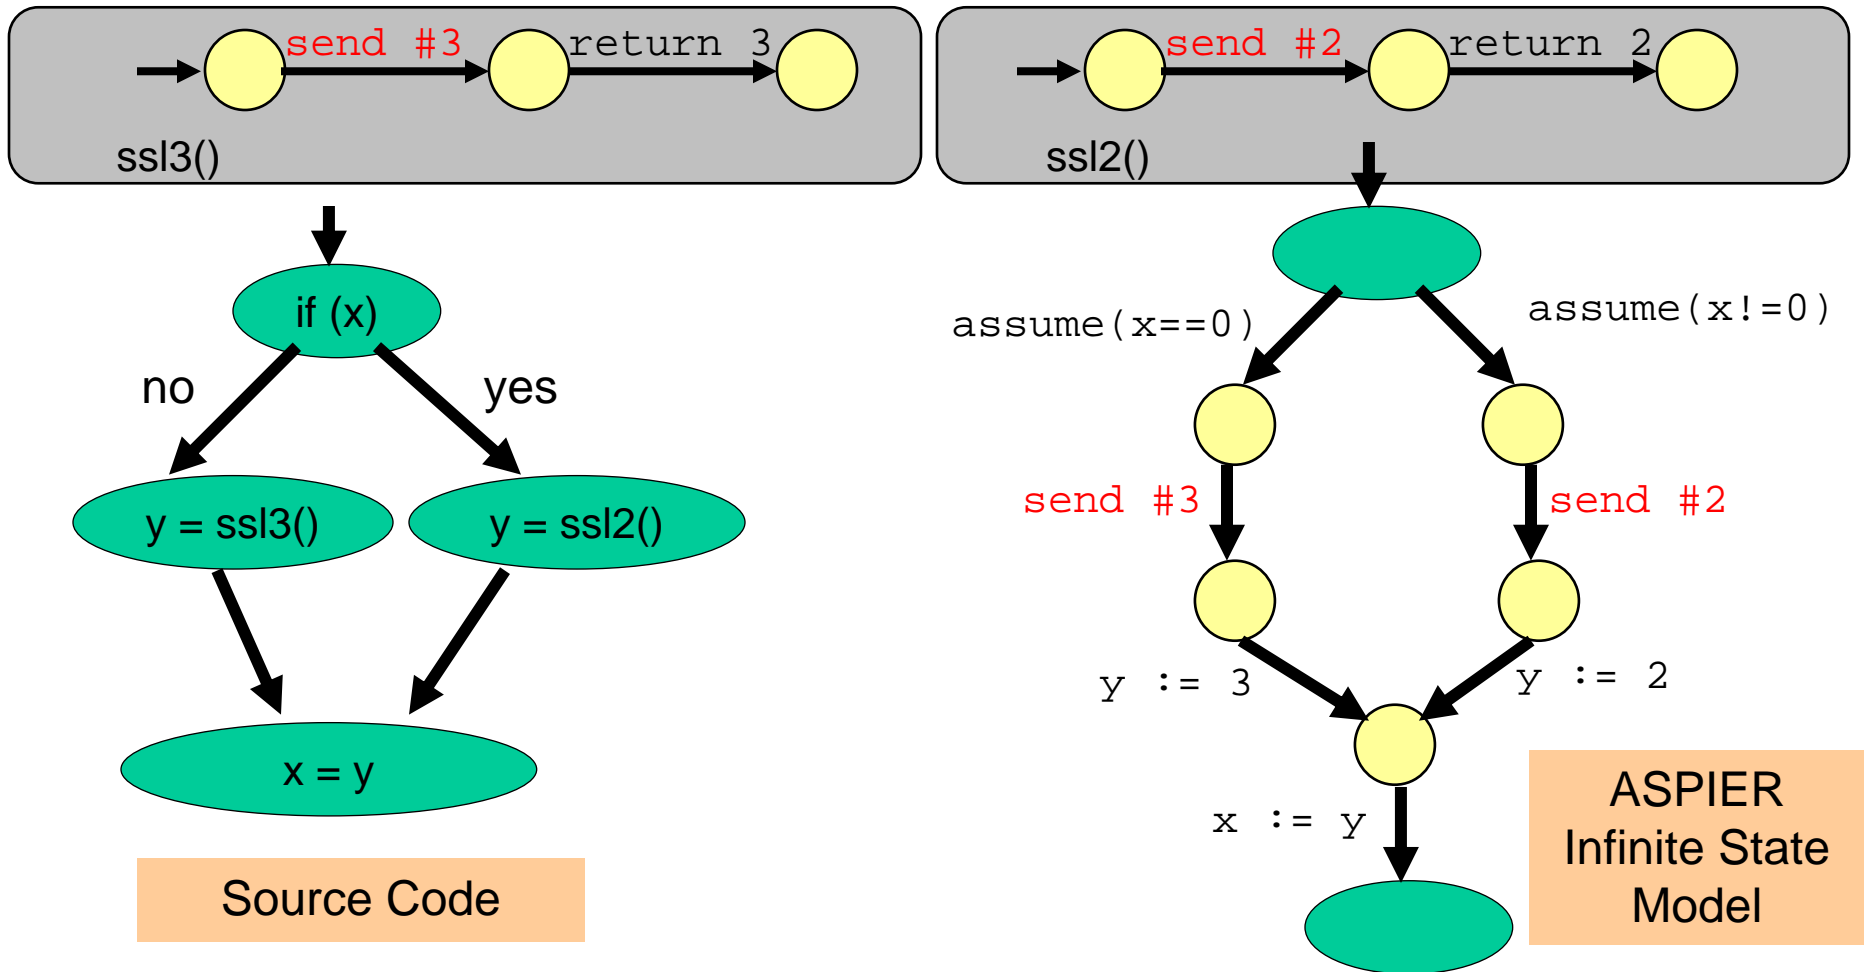 send #3
return 3
ssl3()
send #2
return 2
ssl2()
if (x)
no
yes
y = ssl3()
y = ssl2()
x = y
Source Code
assume(x==0)
assume(x!=0)
send #3
send #2
y := 3
y := 2
x := y
ASPIER
Infinite State
Model